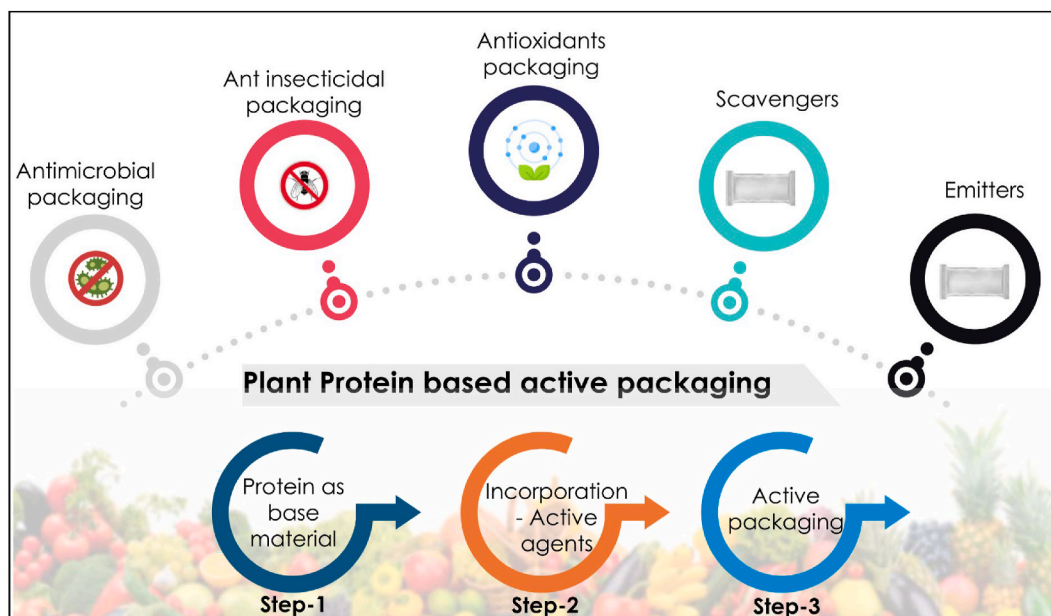 Antimicrobial
packaging
Ant insecticidal
packaging
Antioxidants
packaging
Scavengers
Emitters
Plant Protein based active packaging
Protein as
base
material
Step-1
Incorporation
- Active
agents
Step-2
Active
packaging
Step-3